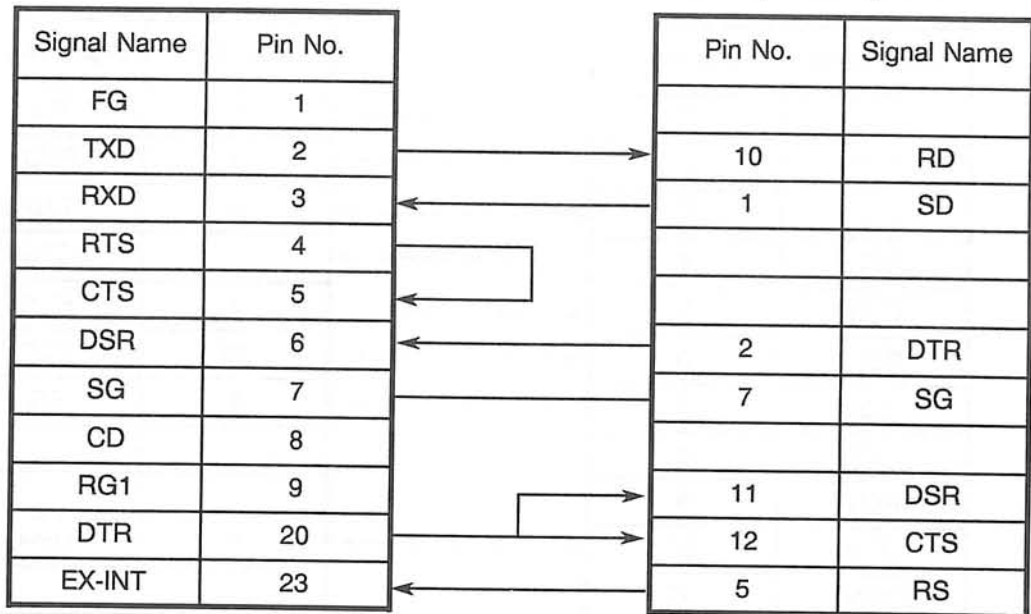 Signal Name Pin No. Pin No. Signal Name
FG 1
TXD 2 10 RD
RXD 3 1 SD
RTS 4
CTS 5
DSR 6 2 DTR
SG 7 7 SG
CD 8
RG1 9 11 DSR
DTR 20 12 CTS
EX-INT 23 5 RS